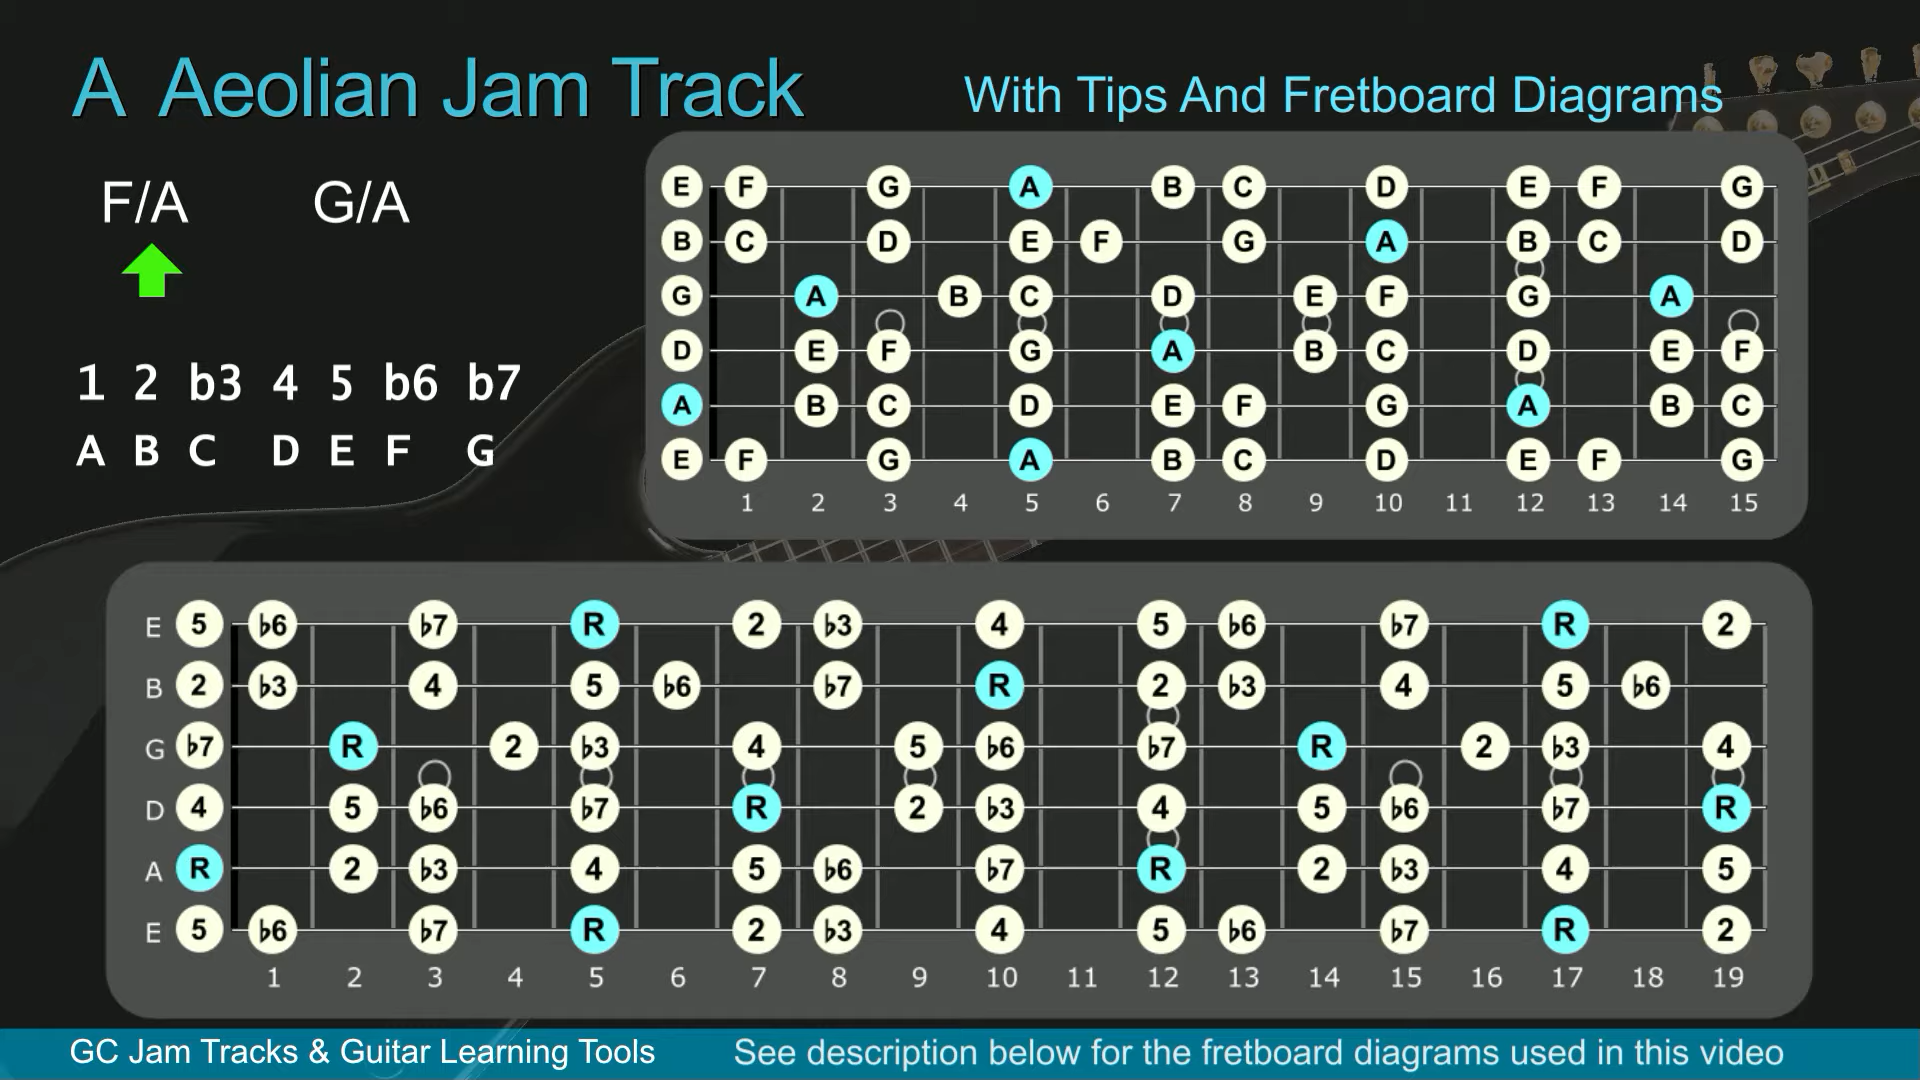 A Aeolian Jam Track
With Tips And Fretboard Diagrams
F/A G/A
1 2 b3 4 5 b6 b7
A B C D E F G
E F G A B C D E F G
B C D E F G A B C D
G A B C D E F G A
D E F G A B C D E F
A B C D E F G A B C
E F G A B C D E F G
1 2 3 4 5 6 7 8 9 10 11 12 13 14 15
E 5 ♭6 ♭7 R 2 ♭3 4 5 ♭6 ♭7 R 2
B 2 ♭3 4 5 ♭6 ♭7 R 2 ♭3 4 5 ♭6
G ♭7 R 2 ♭3 4 5 ♭6 ♭7 R 2 ♭3 4
D 4 5 ♭6 ♭7 R 2 ♭3 4 5 ♭6 ♭7 R
A R 2 ♭3 4 5 ♭6 ♭7 R 2 ♭3 4 5
E 5 ♭6 ♭7 R 2 ♭3 4 5 ♭6 ♭7 R 2
1 2 3 4 5 6 7 8 9 10 11 12 13 14 15 16 17 18 19
GC Jam Tracks & Guitar Learning Tools
See description below for the fretboard diagrams used in this video